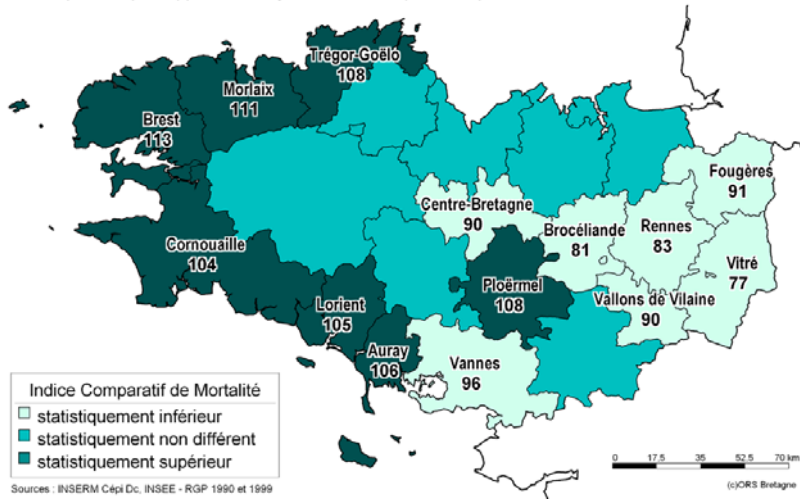 Trégor-Goëlo
108
Morlaix
111
Brest
113
Fougères
91
Centre-Bretagne
90
Brocéliande
81
Rennes
83
Cornouaille
104
Vitré
77
Ploërmel
108
Vallons de Vilaine
90
Lorient
105
Auray
106
Vannes
96
Indice Comparatif de Mortalité
statistiquement inférieur
statistiquement non différent
statistiquement supérieur
0 17,5 35 52,5 70 km
Sources : INSERM Cépi Dc, INSEE - RGP 1990 et 1999
(c)ORS Bretagne